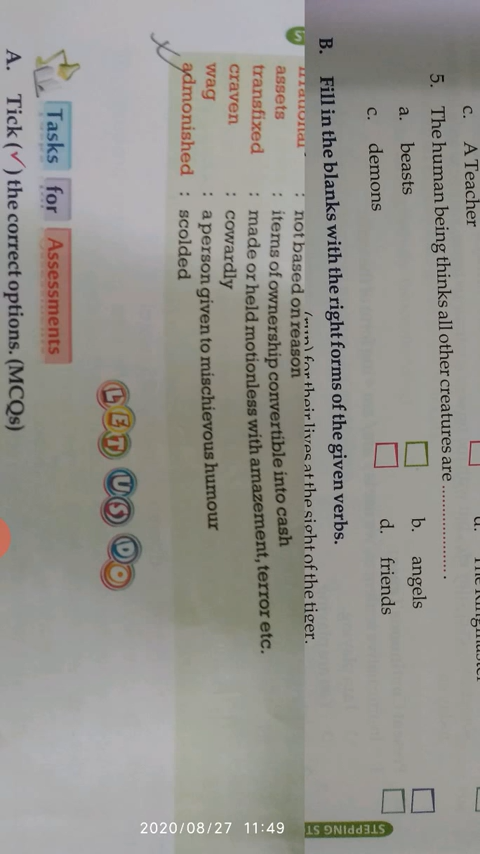 c. A Teacher d. The Ringmaster
5. The human being thinks all other creatures are ....................
a. beasts b. angels
c. demons d. friends
STEPPING ST
B. Fill in the blanks with the right forms of the given verbs.
(run) for their lives at the sight of the tiger.
irrational : not based on reason
assets : items of ownership convertible into cash
transfixed : made or held motionless with amazement, terror etc.
craven : cowardly
wag : a person given to mischievous humour
admonished : scolded
LET US DO
Tasks for Assessments
A. Tick (✓) the correct options. (MCQs)
2020/08/27 11:49